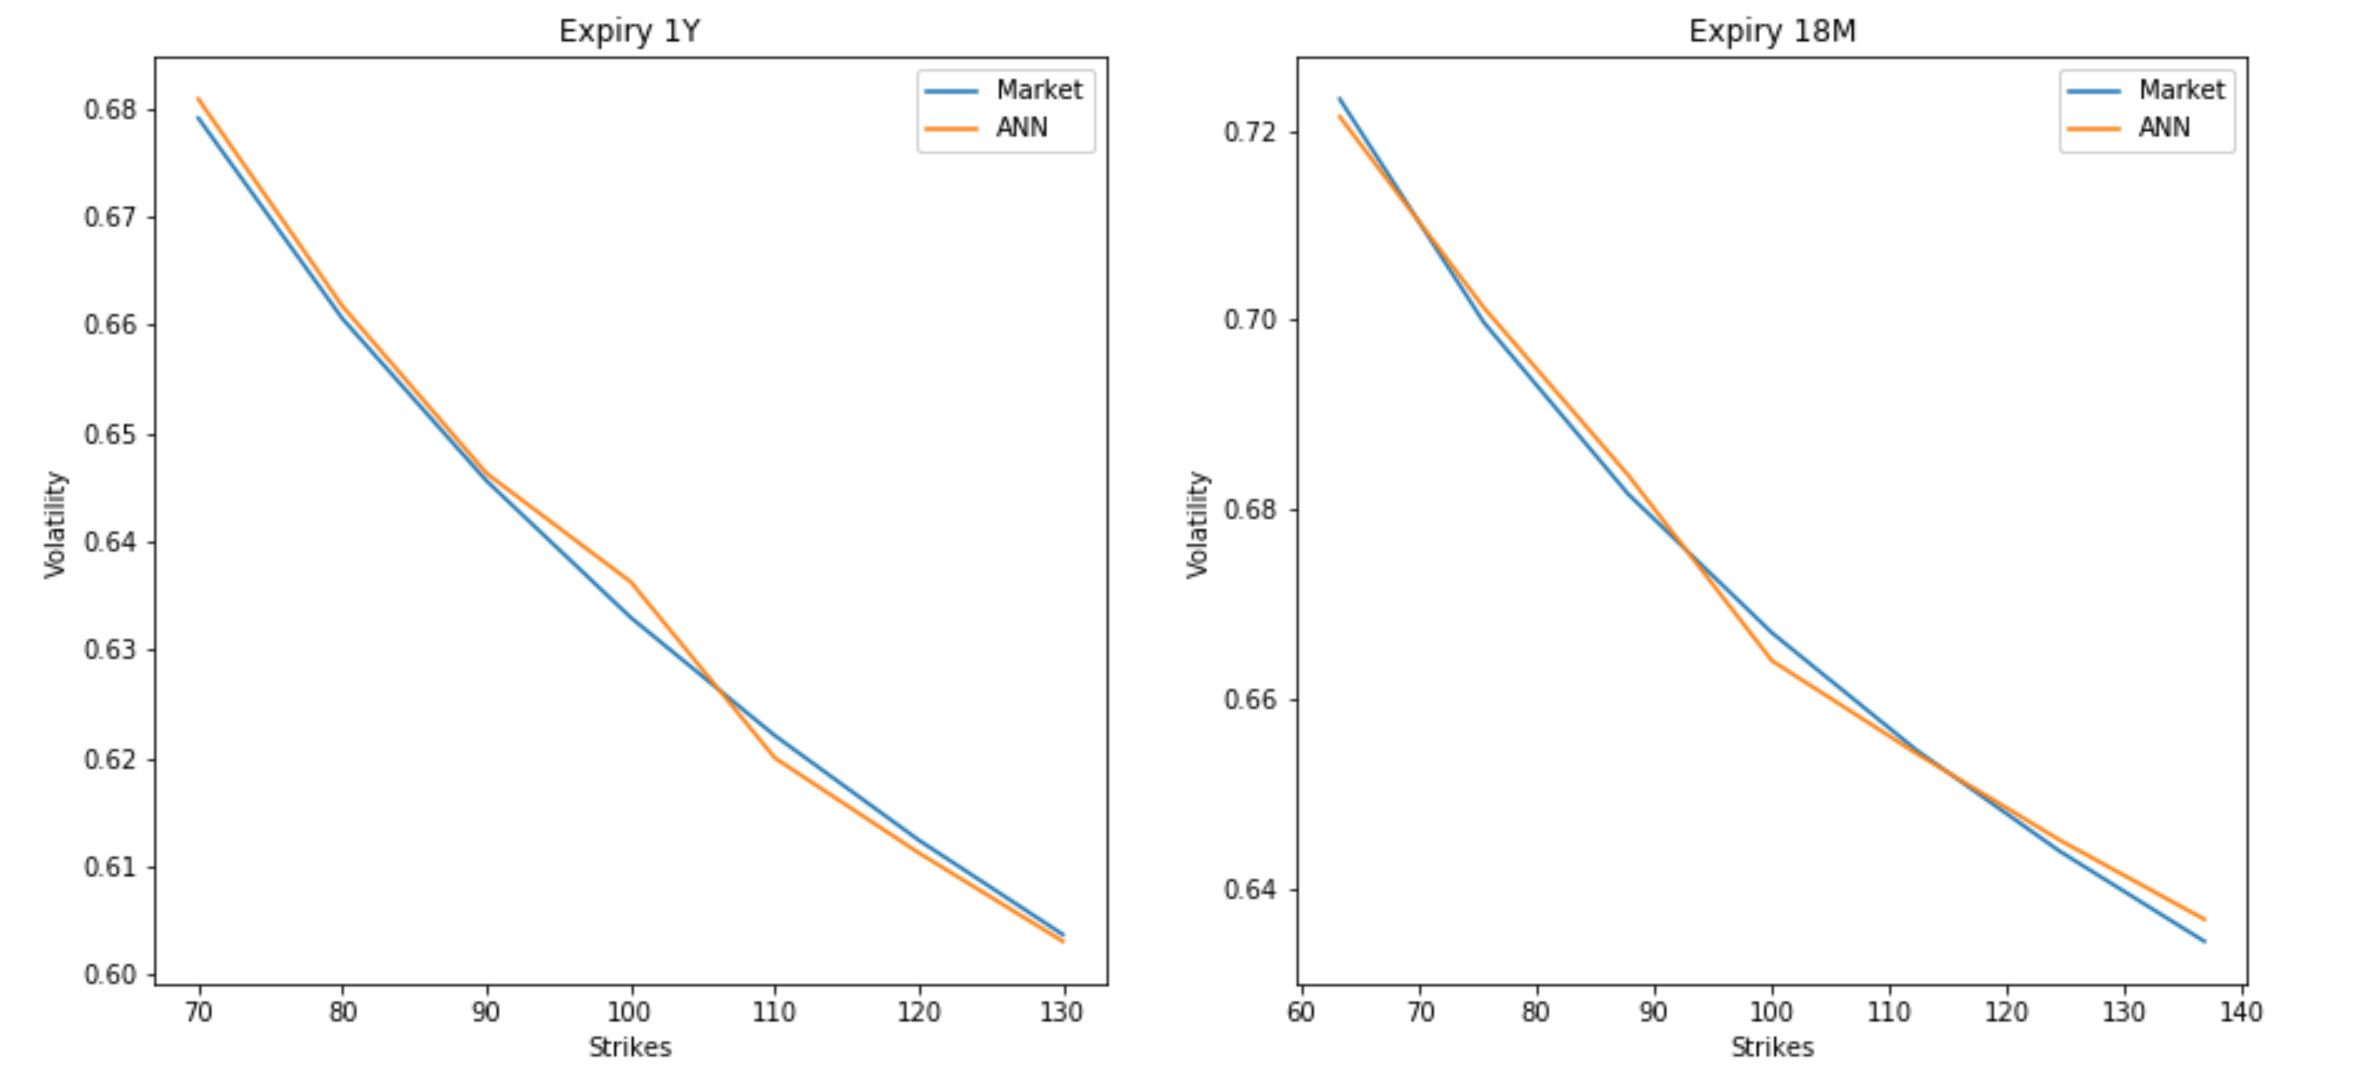 Expiry 1Y
Market
ANN
0.68
0.67
0.66
0.65
0.64
0.63
0.62
0.61
0.60
Volatility
70 80 90 100 110 120 130
Strikes
Expiry 18M
Market
ANN
0.72
0.70
0.68
0.66
0.64
Volatility
60 70 80 90 100 110 120 130 140
Strikes